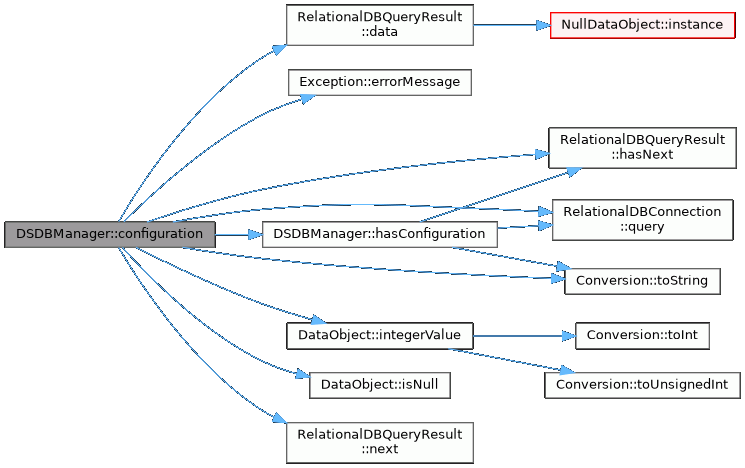 RelationalDBQueryResult
::data
NullDataObject::instance
Exception::errorMessage
RelationalDBQueryResult
::hasNext
RelationalDBConnection
::query
DSDBManager::configuration
DSDBManager::hasConfiguration
Conversion::toString
DataObject::integerValue
Conversion::toInt
DataObject::isNull
Conversion::toUnsignedInt
RelationalDBQueryResult
::next